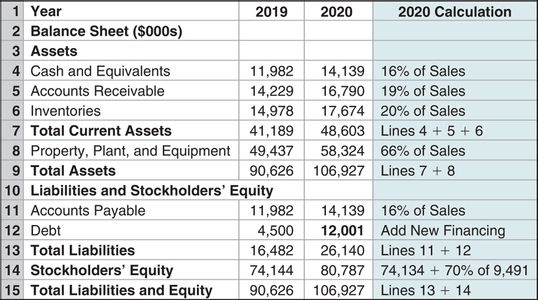 1 Year 2019 2020 2020 Calculation
2 Balance Sheet ($000s)
3 Assets
4 Cash and Equivalents 11,982 14,139 16% of Sales
5 Accounts Receivable 14,229 16,790 19% of Sales
6 Inventories 14,978 17,674 20% of Sales
7 Total Current Assets 41,189 48,603 Lines 4 + 5 + 6
8 Property, Plant, and Equipment 49,437 58,324 66% of Sales
9 Total Assets 90,626 106,927 Lines 7 + 8
10 Liabilities and Stockholders’ Equity
11 Accounts Payable 11,982 14,139 16% of Sales
12 Debt 4,500 12,001 Add New Financing
13 Total Liabilities 16,482 26,140 Lines 11 + 12
14 Stockholders’ Equity 74,144 80,787 74,134 + 70% of 9,491
15 Total Liabilities and Equity 90,626 106,927 Lines 13 + 14